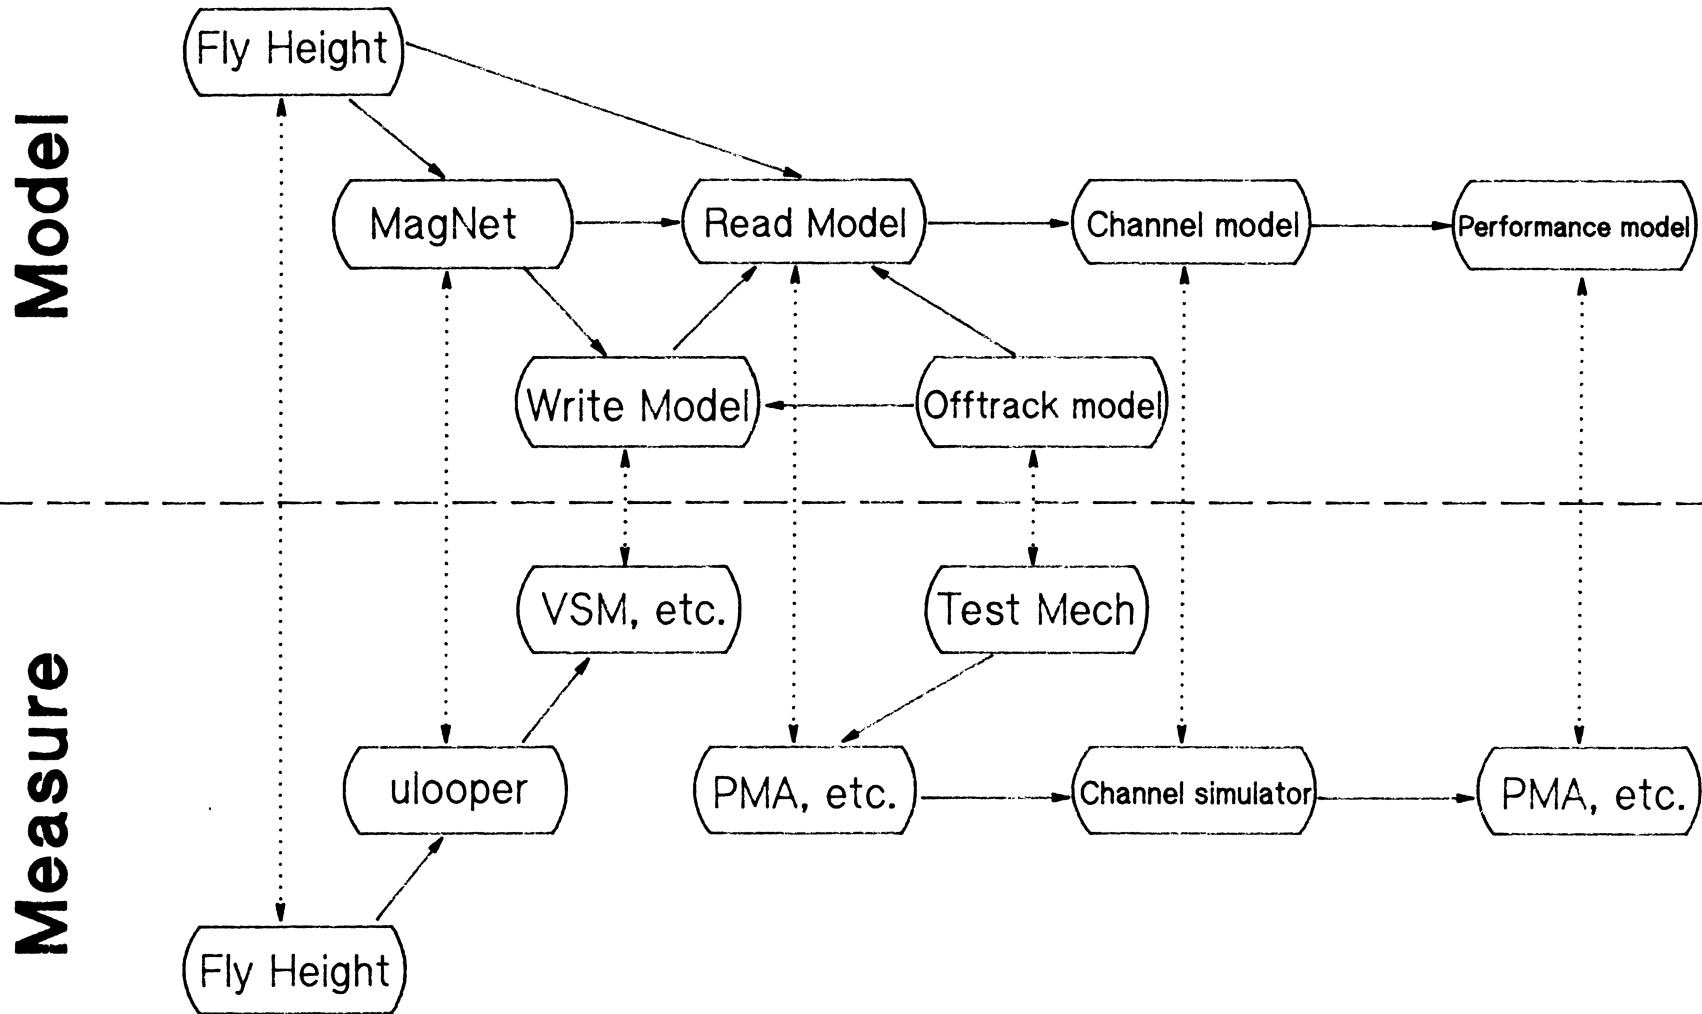 Model
Fly Height
MagNet
Read Model
Channel model
Performance model
Write Model
Offtrack model
Measure
VSM, etc.
Test Mech
ulooper
PMA, etc.
Channel simulator
PMA, etc.
Fly Height